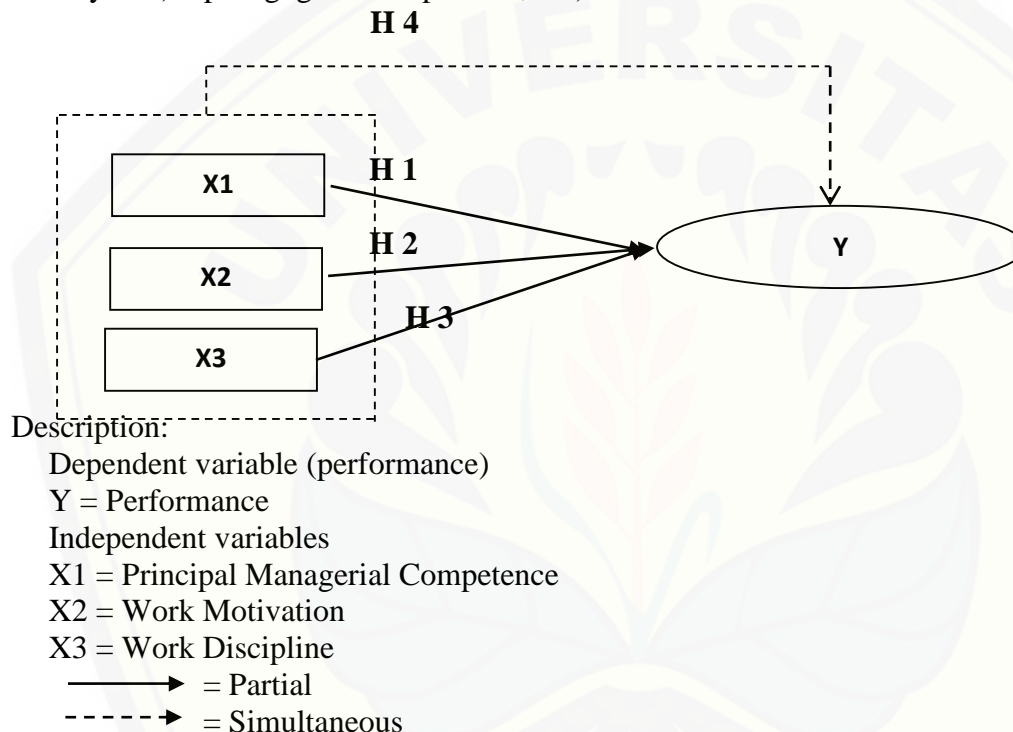 H 4
X1
H 1
H 2
X2
Y
H 3
X3
Description:
Dependent variable (performance)
Y = Performance
Independent variables
X1 = Principal Managerial Competence
X2 = Work Motivation
X3 = Work Discipline
= Partial
= Simultaneous